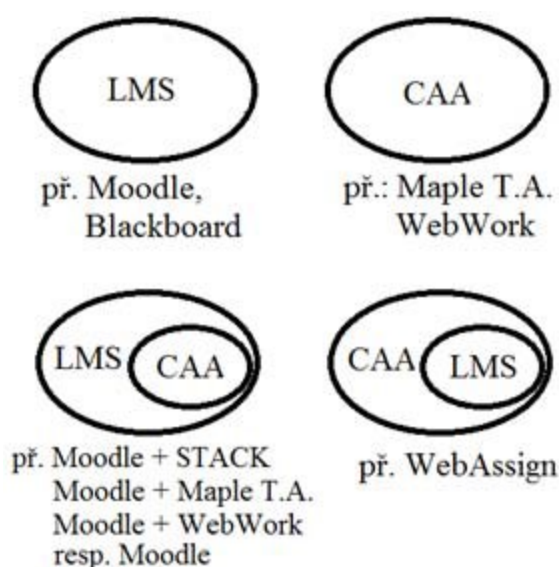 LMS
př. Moodle,
Blackboard
CAA
př.: Maple T.A.
WebWork
LMS
CAA
př. Moodle + STACK
Moodle + Maple T.A.
Moodle + WebWork
resp. Moodle
CAA
LMS
př. WebAssign